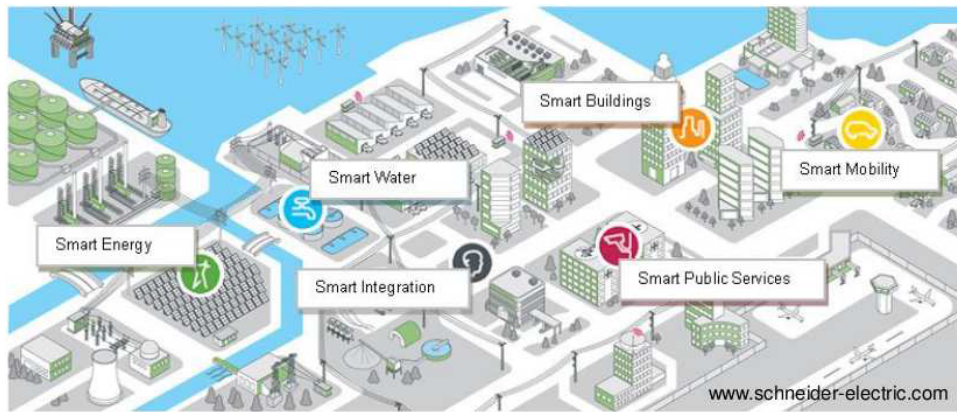 Smart Buildings
Smart Water
Smart Mobility
Smart Energy
Smart Integration
Smart Public Services
www.schneider-electric.com